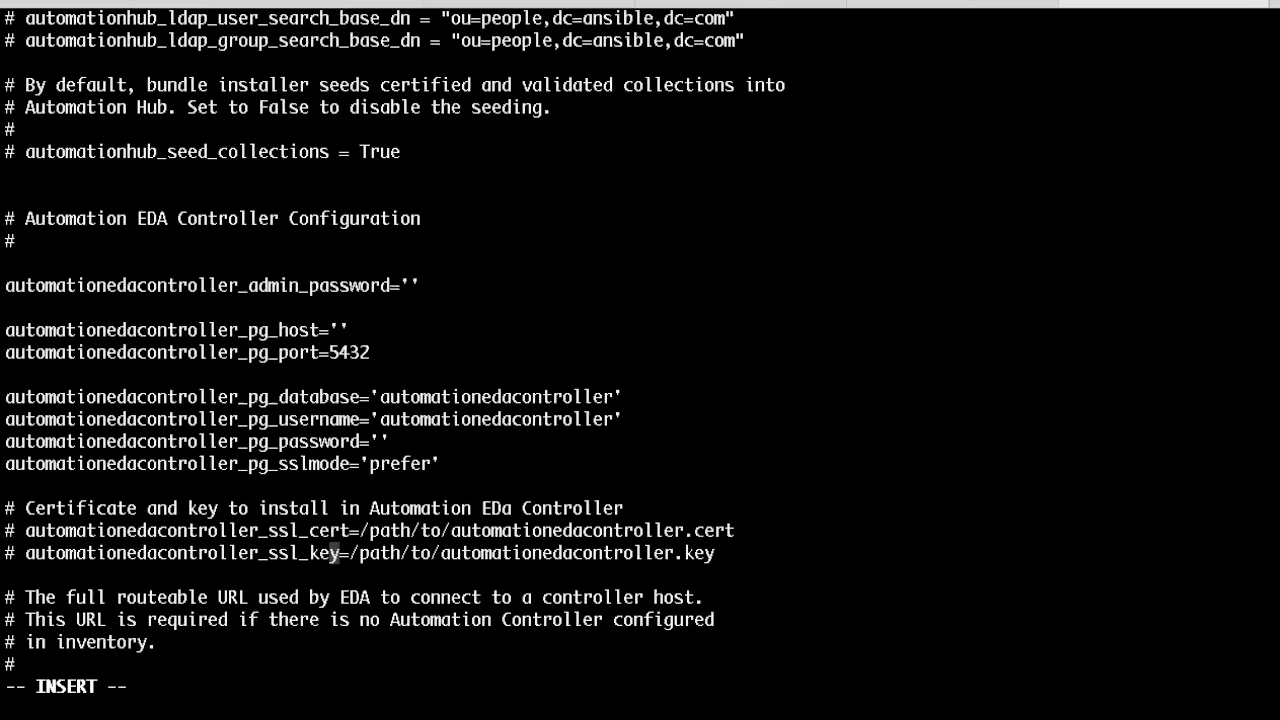 # automationhub_ldap_user_search_base_dn = "ou=people,dc=ansible,dc=com"
# automationhub_ldap_group_search_base_dn = "ou=people,dc=ansible,dc=com"
# By default, bundle installer seeds certified and validated collections into
# Automation Hub. Set to False to disable the seeding.
#
# automationhub_seed_collections = True
# Automation EDA Controller Configuration
#
automationedacontroller_admin_password=''
automationedacontroller_pg_host=''
automationedacontroller_pg_port=5432
automationedacontroller_pg_database='automationedacontroller'
automationedacontroller_pg_username='automationedacontroller'
automationedacontroller_pg_password=''
automationedacontroller_pg_sslmode='prefer'
# Certificate and key to install in Automation EDa Controller
# automationedacontroller_ssl_cert=/path/to/automationedacontroller.cert
# automationedacontroller_ssl_key=/path/to/automationedacontroller.key
# The full routeable URL used by EDA to connect to a controller host.
# This URL is required if there is no Automation Controller configured
# in inventory.
#
-- INSERT --